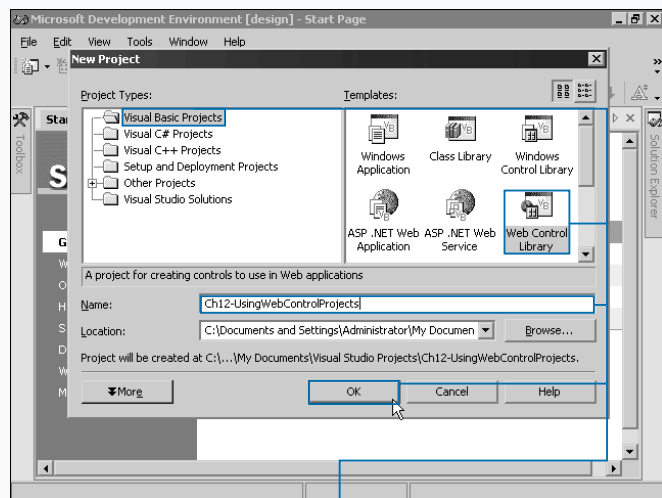 Microsoft Development Environment [design] - Start Page
File Edit View Tools Window Help
New Project
Project Types:
Templates:
Visual Basic Projects
Visual C# Projects
Visual C++ Projects
Setup and Deployment Projects
Other Projects
Visual Studio Solutions
Windows Application
Class Library
Windows Control Library
ASP .NET Web Application
ASP .NET Web Service
Web Control Library
A project for creating controls to use in Web applications
Name:
Ch12-UsingWebControlProjects
Location:
C:\Documents and Settings\Administrator\My Documen
Browse...
Project will be created at C:\...\My Documents\Visual Studio Projects\Ch12-UsingWebControlProjects.
More
OK
Cancel
Help
Toolbox
Solution Explorer